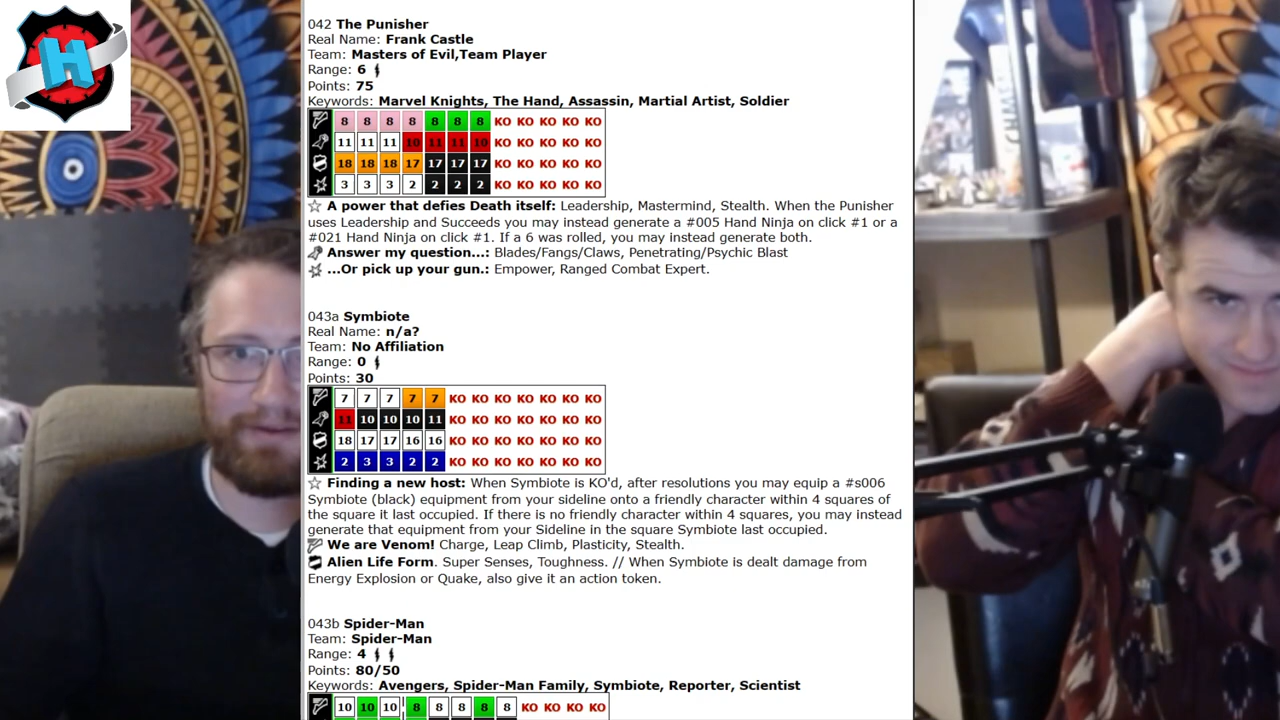 H
042 The Punisher
Real Name: Frank Castle
Team: Masters of Evil,Team Player
Range: 6
Points: 75
Keywords: Marvel Knights, The Hand, Assassin, Martial Artist, Soldier
8 8 8 8 8 8 8 KO KO KO KO KO
11 11 11 10 11 11 10 KO KO KO KO KO
18 18 18 17 17 17 17 KO KO KO KO KO
3 3 3 2 2 2 2 KO KO KO KO KO
A power that defies Death itself: Leadership, Mastermind, Stealth. When the Punisher
uses Leadership and Succeeds you may instead generate a #005 Hand Ninja on click #1 or a
#021 Hand Ninja on click #1. If a 6 was rolled, you may instead generate both.
Answer my question...: Blades/Fangs/Claws, Penetrating/Psychic Blast
...Or pick up your gun.: Empower, Ranged Combat Expert.
043a Symbiote
Real Name: n/a?
Team: No Affiliation
Range: 0
Points: 30
7 7 7 7 7 KO KO KO KO KO KO KO
11 10 10 10 11 KO KO KO KO KO KO KO
18 17 17 16 16 KO KO KO KO KO KO KO
2 3 3 2 2 KO KO KO KO KO KO KO
Finding a new host: When Symbiote is KO'd, after resolutions you may equip a #s006
Symbiote (black) equipment from your sideline onto a friendly character within 4 squares of
the square it last occupied. If there is no friendly character within 4 squares, you may instead
generate that equipment from your Sideline in the square Symbiote last occupied.
We are Venom! Charge, Leap Climb, Plasticity, Stealth.
Alien Life Form. Super Senses, Toughness. // When Symbiote is dealt damage from
Energy Explosion or Quake, also give it an action token.
043b Spider-Man
Team: Spider-Man
Range: 4
Points: 80/50
Keywords: Avengers, Spider-Man Family, Symbiote, Reporter, Scientist
10 10 10 8 8 8 8 8 KO KO KO KO